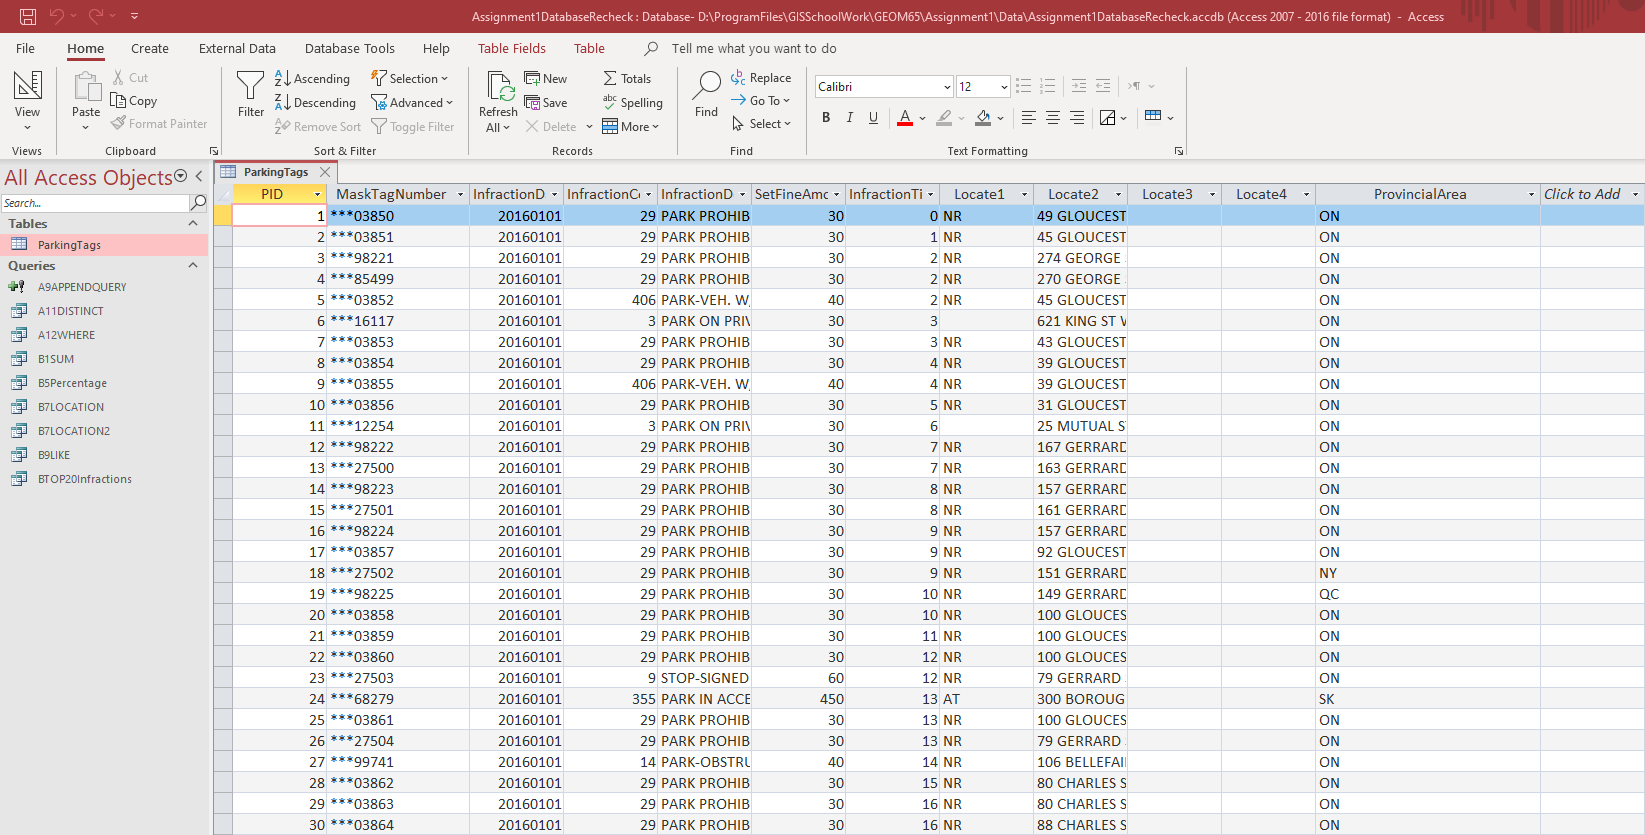 Assignment1DatabaseRecheck : Database- D:\ProgramFiles\GISSchoolWork\GEOM65\Assignment1\Data\Assignment1DatabaseRecheck.accdb (Access 2007 - 2016 file format) - Access
File Home Create External Data Database Tools Help Table Fields Table Tell me what you want to do
View
Views
Paste
Cut
Copy
Format Painter
Clipboard
Filter
Ascending
Descending
Remove Sort
Selection
Advanced
Toggle Filter
Sort & Filter
Refresh
All
New
Save
Delete
Totals
Spelling
More
Records
Find
Replace
Go To
Select
Find
Calibri 12
B I U
Text Formatting
All Access Objects
Search...
Tables
ParkingTags
Queries
A9APPENDQUERY
A11DISTINCT
A12WHERE
B1SUM
B5Percentage
B7LOCATION
B7LOCATION2
B9LIKE
BTOP20Infractions
ParkingTags
PID MaskTagNumber InfractionD InfractionCo InfractionD SetFineAmo InfractionTi Locate1 Locate2 Locate3 Locate4 ProvincialArea Click to Add
1 ***03850 20160101 29 PARK PROHIB 30 0 NR 49 GLOUCEST ON
2 ***03851 20160101 29 PARK PROHIB 30 1 NR 45 GLOUCEST ON
3 ***98221 20160101 29 PARK PROHIB 30 2 NR 274 GEORGE ON
4 ***85499 20160101 29 PARK PROHIB 30 2 NR 270 GEORGE ON
5 ***03852 20160101 406 PARK-VEH. W/ 40 2 NR 45 GLOUCEST ON
6 ***16117 20160101 3 PARK ON PRIV 30 3 621 KING ST W ON
7 ***03853 20160101 29 PARK PROHIB 30 3 NR 43 GLOUCEST ON
8 ***03854 20160101 29 PARK PROHIB 30 4 NR 39 GLOUCEST ON
9 ***03855 20160101 406 PARK-VEH. W/ 40 4 NR 39 GLOUCEST ON
10 ***03856 20160101 29 PARK PROHIB 30 5 NR 31 GLOUCEST ON
11 ***12254 20160101 3 PARK ON PRIV 30 6 25 MUTUAL S ON
12 ***98222 20160101 29 PARK PROHIB 30 7 NR 167 GERRARD ON
13 ***27500 20160101 29 PARK PROHIB 30 7 NR 163 GERRARD ON
14 ***98223 20160101 29 PARK PROHIB 30 8 NR 157 GERRARD ON
15 ***27501 20160101 29 PARK PROHIB 30 8 NR 161 GERRARD ON
16 ***98224 20160101 29 PARK PROHIB 30 9 NR 157 GERRARD ON
17 ***03857 20160101 29 PARK PROHIB 30 9 NR 92 GLOUCEST ON
18 ***27502 20160101 29 PARK PROHIB 30 9 NR 151 GERRARD NY
19 ***98225 20160101 29 PARK PROHIB 30 10 NR 149 GERRARD QC
20 ***03858 20160101 29 PARK PROHIB 30 10 NR 100 GLOUCES ON
21 ***03859 20160101 29 PARK PROHIB 30 11 NR 100 GLOUCES ON
22 ***03860 20160101 29 PARK PROHIB 30 12 NR 100 GLOUCES ON
23 ***27503 20160101 9 STOP-SIGNED 60 12 NR 79 GERRARD ON
24 ***68279 20160101 355 PARK IN ACCE 450 13 AT 300 BOROUG SK
25 ***03861 20160101 29 PARK PROHIB 30 13 NR 100 GLOUCES ON
26 ***27504 20160101 29 PARK PROHIB 30 13 NR 79 GERRARD ON
27 ***99741 20160101 14 PARK-OBSTRU 40 14 NR 106 BELLEFAI ON
28 ***03862 20160101 29 PARK PROHIB 30 15 NR 80 CHARLES S ON
29 ***03863 20160101 29 PARK PROHIB 30 16 NR 80 CHARLES S ON
30 ***03864 20160101 29 PARK PROHIB 30 16 NR 88 CHARLES S ON